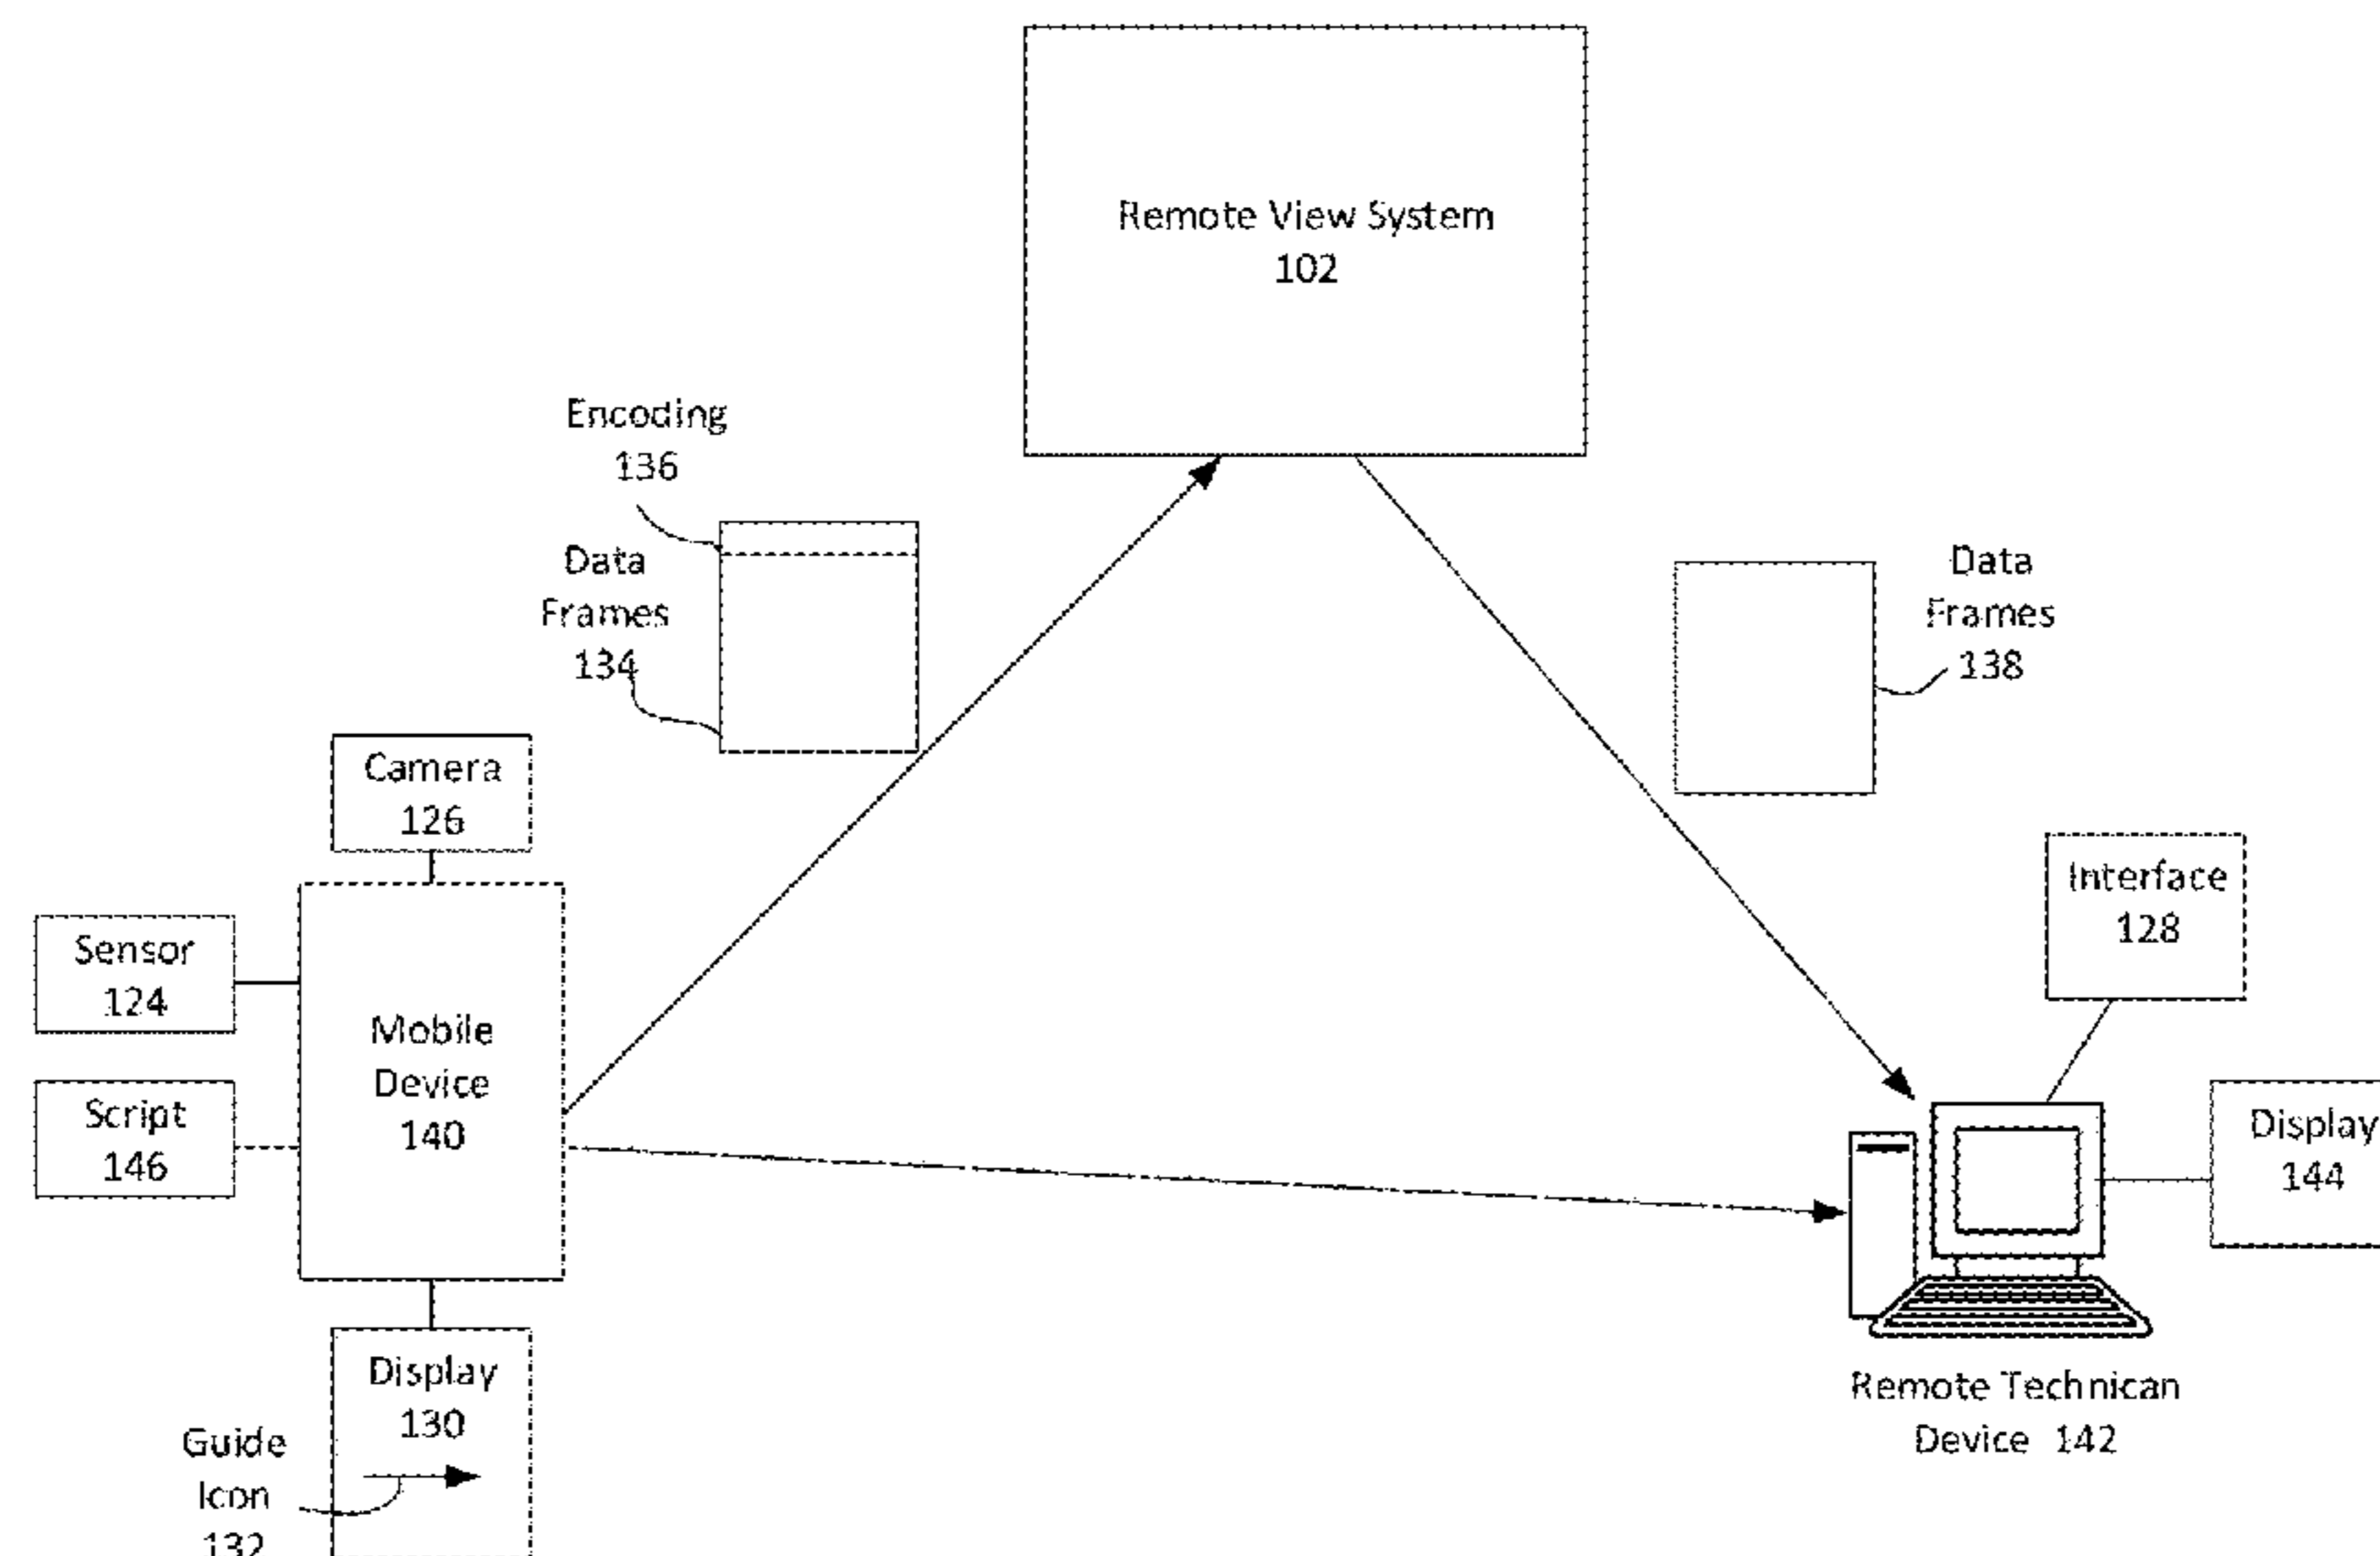 Remote View System
102
Encoding
136
Data
Frames
134
Data
Frames
138
Camera
126
Interface
128
Sensor
124
Mobile
Device
140
Script
146
Display
144
Display
130
Guide
Icon
132
Remote Technican
Device 142